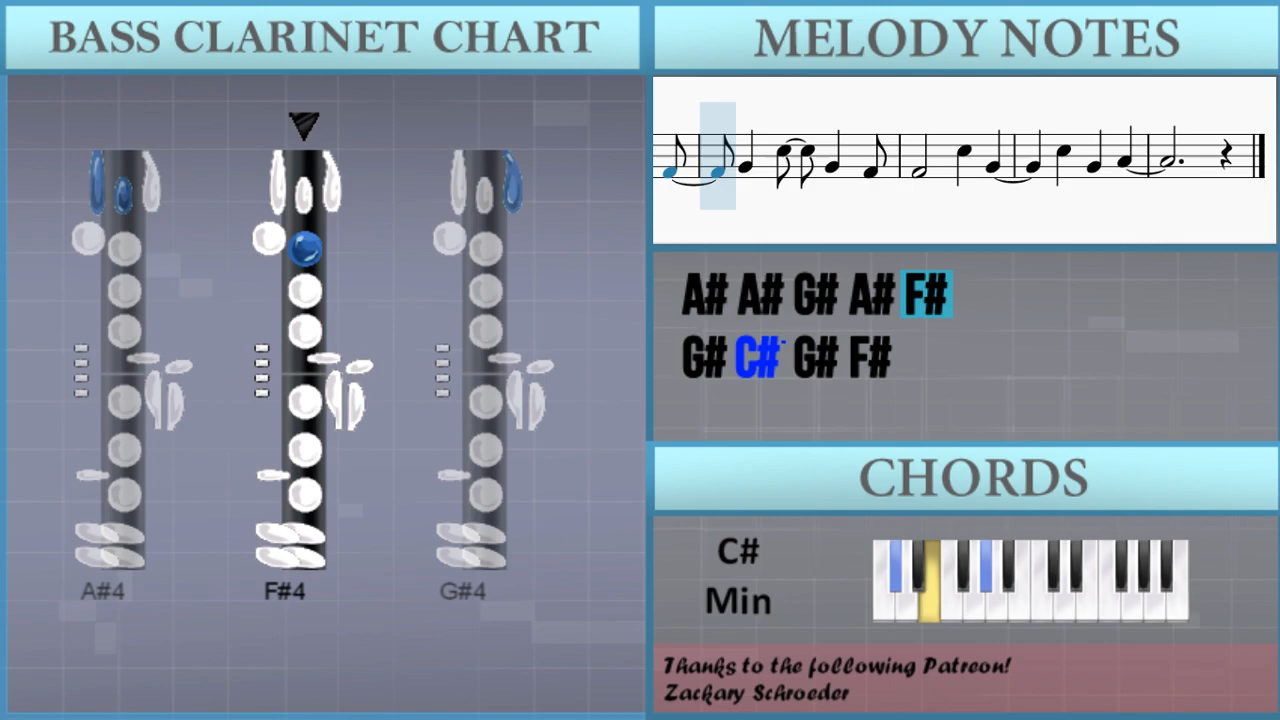 BASS CLARINET CHART
A#4 F#4 G#4
MELODY NOTES
A# A# G# A# F#
G# C#- G# F#
CHORDS
C#
Min
Thanks to the following Patreon!
Zackary Schroeder